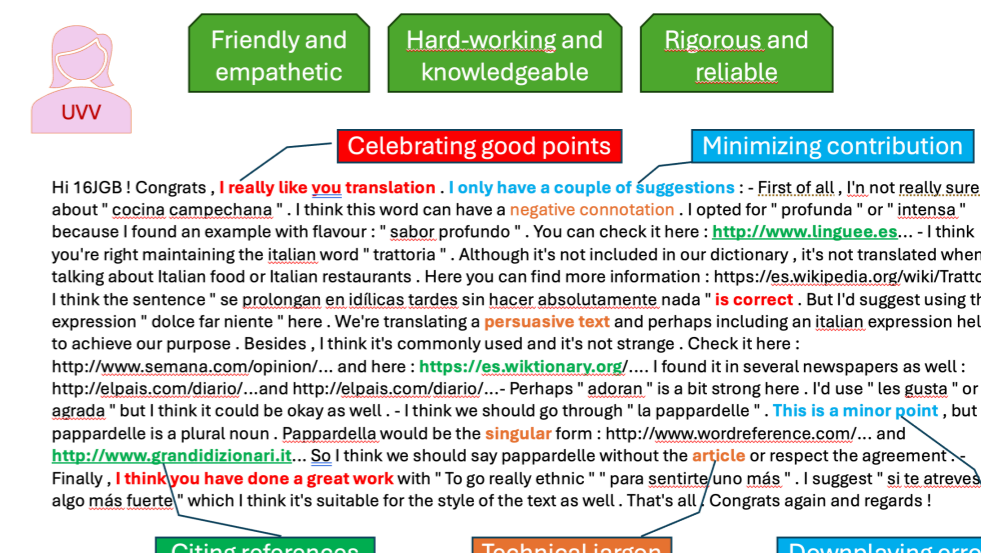 Friendly and
empathetic
Hard-working and
knowledgeable
Rigorous and
reliable
UVV
Celebrating good points
Minimizing contribution
Hi 16JGB ! Congrats , I really like you translation . I only have a couple of suggestions : - First of all , I'n not really sure
about " cocina campechana " . I think this word can have a negative connotation . I opted for " profunda " or " intensa "
because I found an example with flavour : " sabor profundo " . You can check it here : http://www.linguee.es... - I think
you're right maintaining the italian word " trattoria " . Although it's not included in our dictionary , it's not translated when
talking about Italian food or Italian restaurants . Here you can find more information : https://es.wikipedia.org/wiki/Tratto
I think the sentence " se prolongan en idílicas tardes sin hacer absolutamente nada " is correct . But I'd suggest using th
expression " dolce far niente " here . We're translating a persuasive text and perhaps including an italian expression hel
to achieve our purpose . Besides , I think it's commonly used and it's not strange . Check it here :
http://www.semana.com/opinion/... and here : https://es.wiktionary.org/.... I found it in several newspapers as well :
http://elpais.com/diario/...and http://elpais.com/diario/...- Perhaps " adoran " is a bit strong here . I'd use " les gusta " or
agrada " but I think it could be okay as well . - I think we should go through " la pappardelle " . This is a minor point , but
pappardelle is a plural noun . Pappardella would be the singular form : http://www.wordreference.com/... and
http://www.grandidizionari.it... So I think we should say pappardelle without the article or respect the agreement . -
Finally , I think you have done a great work with " To go really ethnic " " para sentirte uno más " . I suggest " si te atreves
algo más fuerte " which I think it's suitable for the style of the text as well . That's all . Congrats again and regards !
Citing references
Technical jargon
Downplaying erro